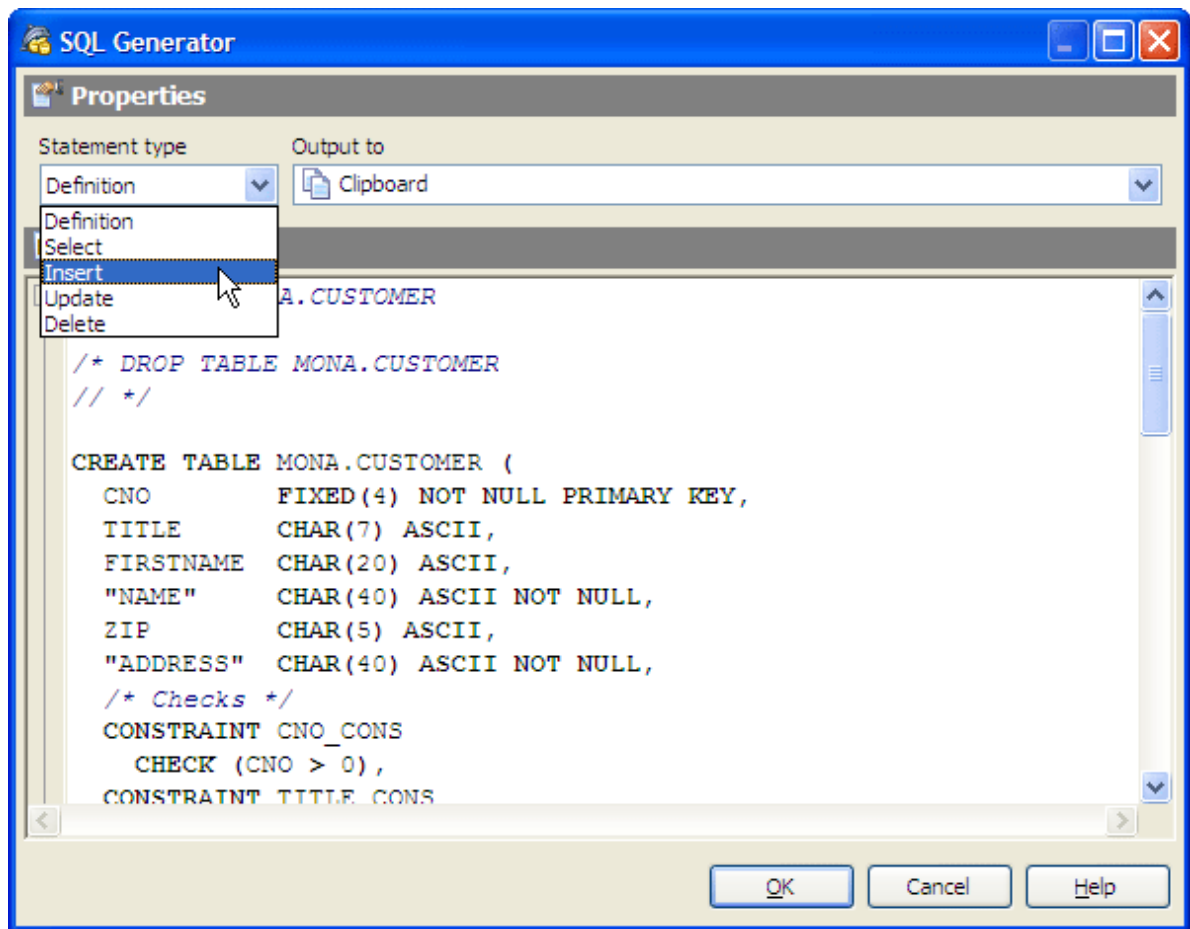 SQL Generator
Properties
Statement type Output to
Definition Clipboard
Definition
Select
Insert
Update
Delete
A.CUSTOMER
/* DROP TABLE MONA.CUSTOMER
// */
CREATE TABLE MONA.CUSTOMER (
CNO FIXED(4) NOT NULL PRIMARY KEY,
TITLE CHAR(7) ASCII,
FIRSTNAME CHAR(20) ASCII,
"NAME" CHAR(40) ASCII NOT NULL,
ZIP CHAR(5) ASCII,
"ADDRESS" CHAR(40) ASCII NOT NULL,
/* Checks */
CONSTRAINT CNO_CONS
CHECK (CNO > 0),
CONSTRAINT TITLE_CONS
OK Cancel Help